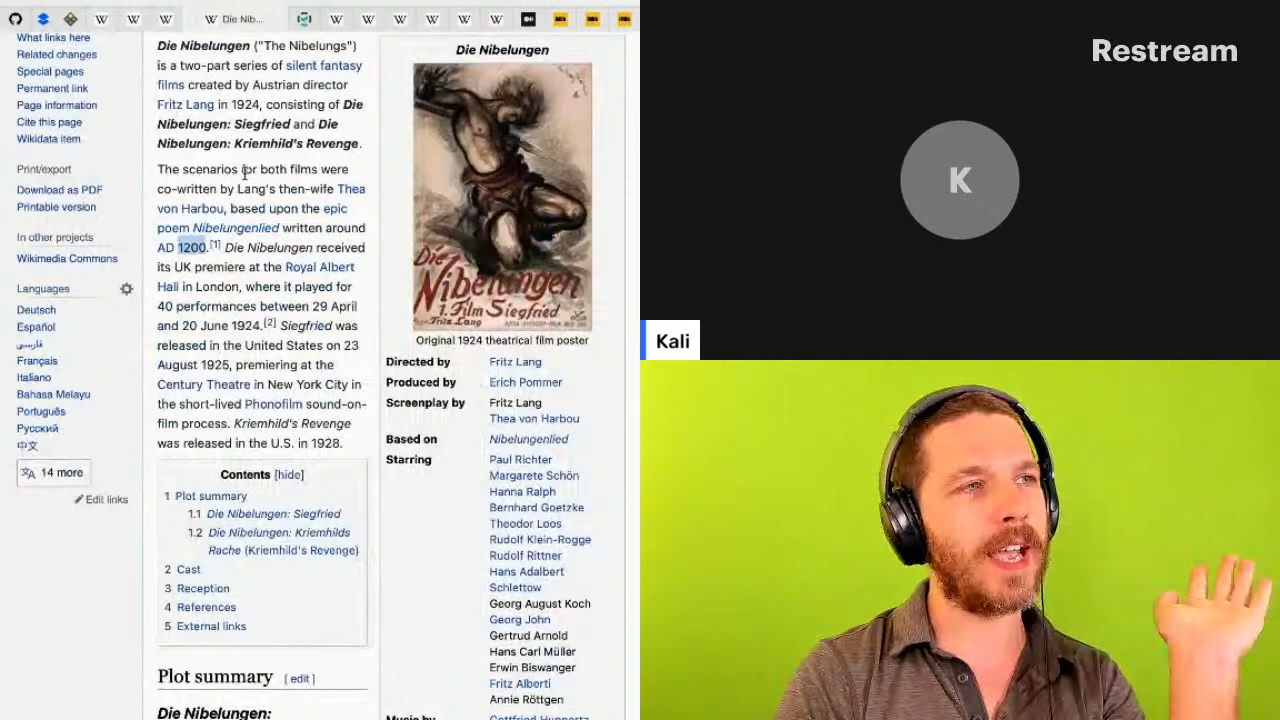 Die Nib...
What links here
Related changes
Special pages
Permanent link
Page information
Cite this page
Wikidata item
Print/export
Download as PDF
Printable version
In other projects
Wikimedia Commons
Languages
Deutsch
Español
فارسی
Français
Italiano
Bahasa Melayu
Português
Русский
中文
14 more
Edit links
Die Nibelungen ("The Nibelungs")
is a two-part series of silent fantasy
films created by Austrian director
Fritz Lang in 1924, consisting of Die
Nibelungen: Siegfried and Die
Nibelungen: Kriemhild's Revenge.
The scenarios for both films were
co-written by Lang's then-wife Thea
von Harbou, based upon the epic
poem Nibelungenlied written around
AD 1200.[1] Die Nibelungen received
its UK premiere at the Royal Albert
Hall in London, where it played for
40 performances between 29 April
and 20 June 1924.[2] Siegfried was
released in the United States on 23
August 1925, premiering at the
Century Theatre in New York City in
the short-lived Phonofilm sound-on-
film process. Kriemhild's Revenge
was released in the U.S. in 1928.
Contents [hide]
1 Plot summary
1.1 Die Nibelungen: Siegfried
1.2 Die Nibelungen: Kriemhilds
Rache (Kriemhild's Revenge)
2 Cast
3 Reception
4 References
5 External links
Plot summary [ edit ]
Die Nibelungen:
Die Nibelungen
Die
Nibelungen
1. Film Siegfried
Fritz Lang
Original 1924 theatrical film poster
Directed by Fritz Lang
Produced by Erich Pommer
Screenplay by Fritz Lang
Thea von Harbou
Based on Nibelungenlied
Starring Paul Richter
Margarete Schön
Hanna Ralph
Bernhard Goetzke
Theodor Loos
Rudolf Klein-Rogge
Rudolf Rittner
Hans Adalbert
Schlettow
Georg August Koch
Georg John
Gertrud Arnold
Hans Carl Müller
Erwin Biswanger
Fritz Alberti
Annie Röttgen
Music by Gottfried Huppertz
Restream
K
Kali